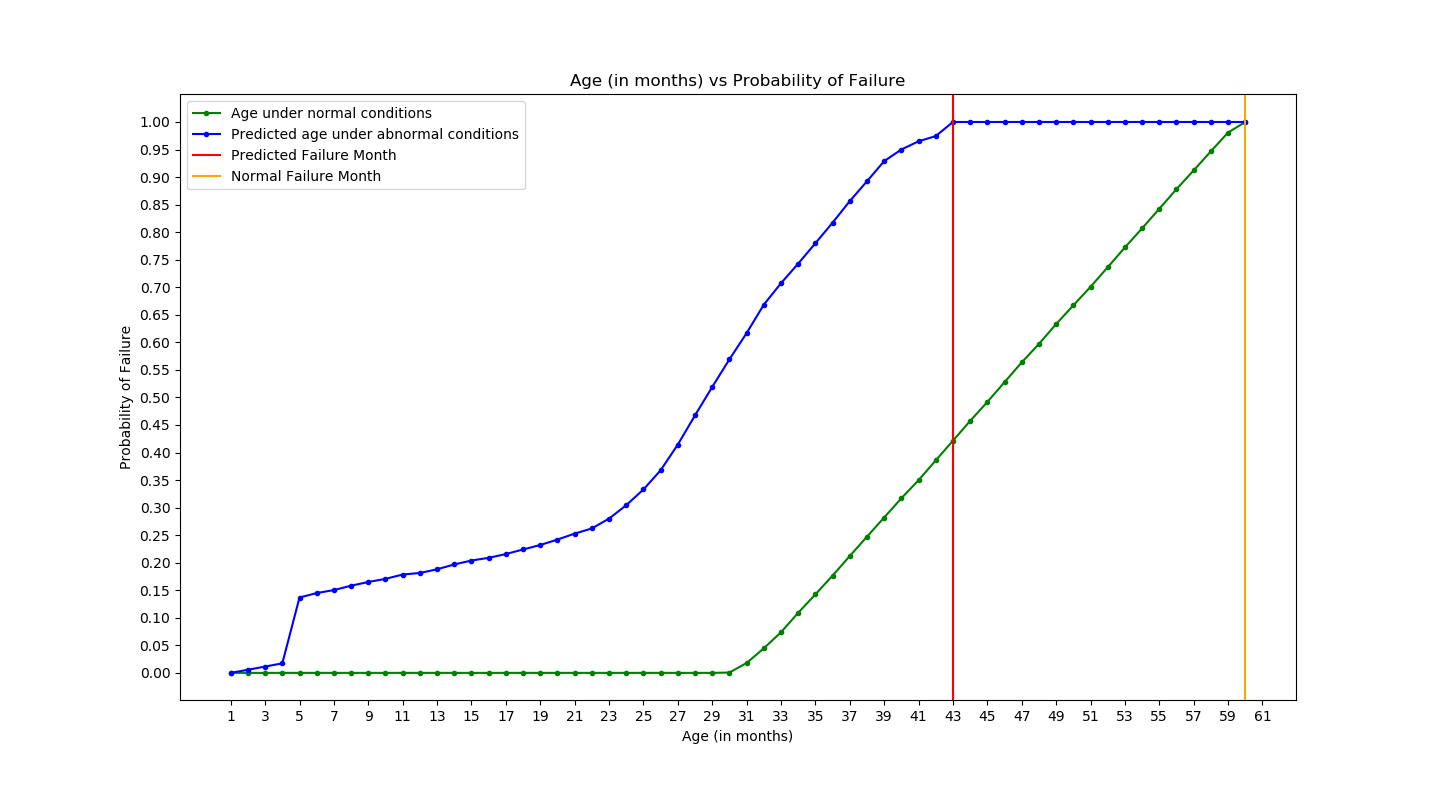 Age (in months) vs Probability of Failure
Age under normal conditions
Predicted age under abnormal conditions
Predicted Failure Month
Normal Failure Month
1.00
0.95
0.90
0.85
0.80
0.75
0.70
0.65
0.60
0.55
0.50
0.45
0.40
0.35
0.30
0.25
0.20
0.15
0.10
0.05
0.00
Probability of Failure
1 3 5 7 9 11 13 15 17 19 21 23 25 27 29 31 33 35 37 39 41 43 45 47 49 51 53 55 57 59 61
Age (in months)